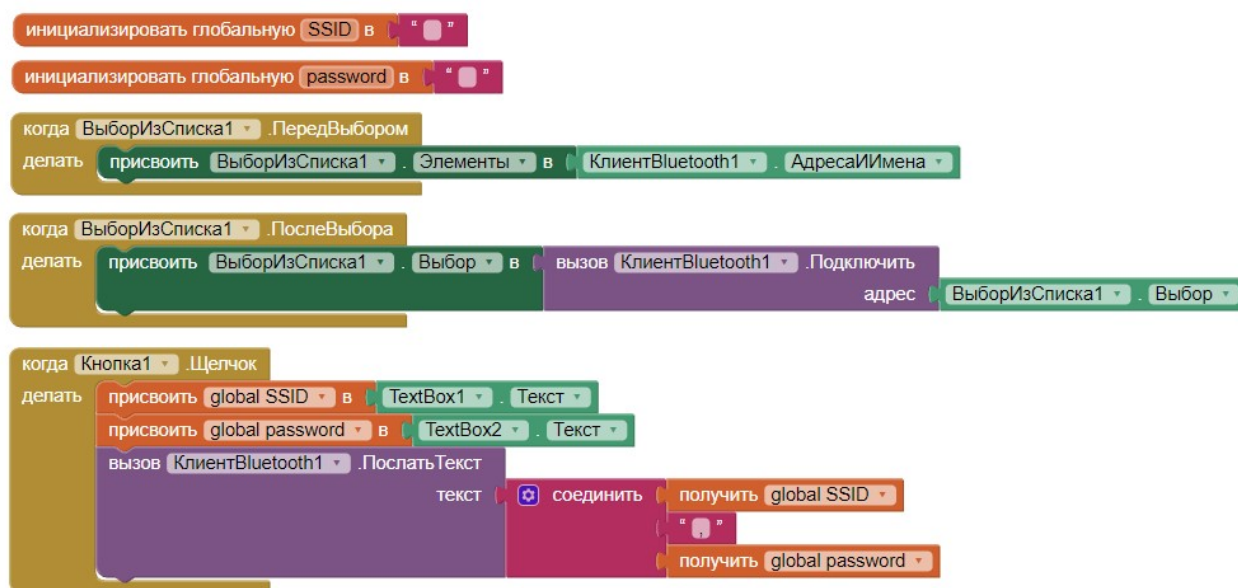 инициализировать глобальную SSID в " "
инициализировать глобальную password в " "
когда ВыборИзСписка1 .ПередВыбором
делать присвоить ВыборИзСписка1 . Элементы в КлиентBluetooth1 . АдресаИИмена
когда ВыборИзСписка1 .ПослеВыбора
делать присвоить ВыборИзСписка1 . Выбор в вызов КлиентBluetooth1 .Подключить
адрес ВыборИзСписка1 . Выбор
когда Кнопка1 .Щелчок
делать присвоить global SSID в TextBox1 . Текст
присвоить global password в TextBox2 . Текст
вызов КлиентBluetooth1 .ПослатьТекст
текст соединить получить global SSID
" , "
получить global password